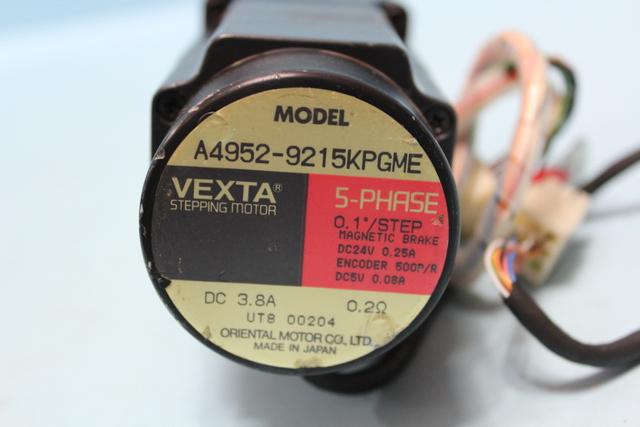 MODEL
A4952-9215KPGME
VEXTA®
STEPPING MOTOR
5-PHASE
0.1°/STEP
MAGNETIC BRAKE
DC24V 0.25A
ENCODER 500P/R
DC5V 0.08A
DC 3.8A 0.2Ω
UT8 00204
ORIENTAL MOTOR CO., LTD.
MADE IN JAPAN